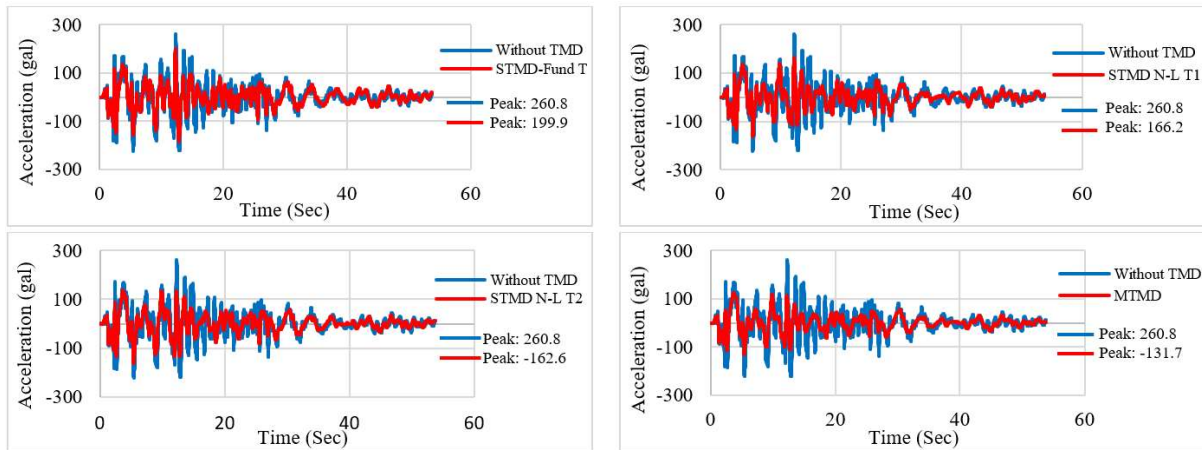 Acceleration (gal)
300
100
-100
-300
0
20
40
60
Time (Sec)
Without TMD
STMD-Fund T
Peak: 260.8
Peak: 199.9
Acceleration (gal)
300
100
-100
-300
0
20
40
60
Time (Sec)
Without TMD
STMD N-L T1
Peak: 260.8
Peak: 166.2
Acceleration (gal)
300
100
-100
-300
0
20
40
60
Time (Sec)
Without TMD
STMD N-L T2
Peak: 260.8
Peak: -162.6
Acceleration (gal)
300
100
-100
-300
0
20
40
60
Time (Sec)
Without TMD
MTMD
Peak: 260.8
Peak: -131.7